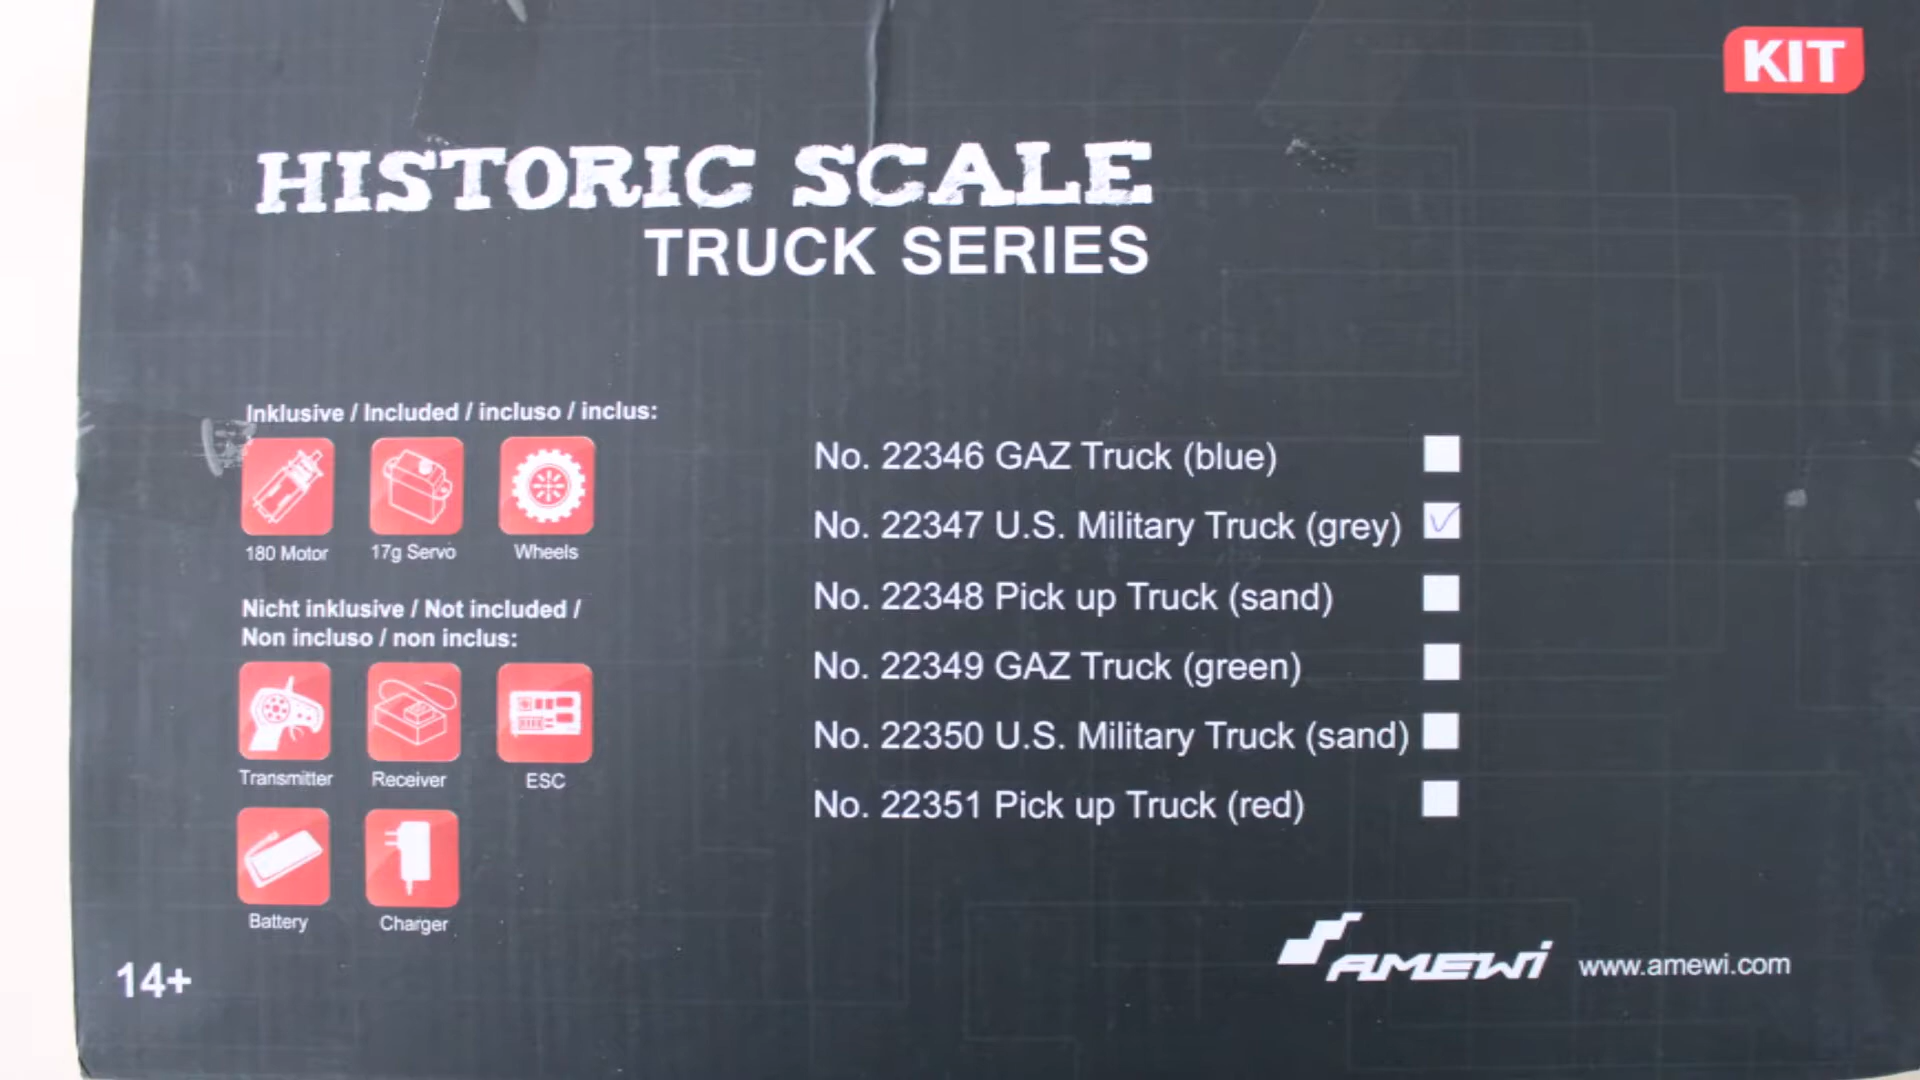 KIT
HISTORIC SCALE
TRUCK SERIES
Inklusive / Included / incluso / inclus:
180 Motor
17g Servo
Wheels
Nicht inklusive / Not included /
Non incluso / non inclus:
Transmitter
Receiver
ESC
Battery
Charger
14+
No. 22346 GAZ Truck (blue)
No. 22347 U.S. Military Truck (grey)
No. 22348 Pick up Truck (sand)
No. 22349 GAZ Truck (green)
No. 22350 U.S. Military Truck (sand)
No. 22351 Pick up Truck (red)
AMEWI
www.amewi.com